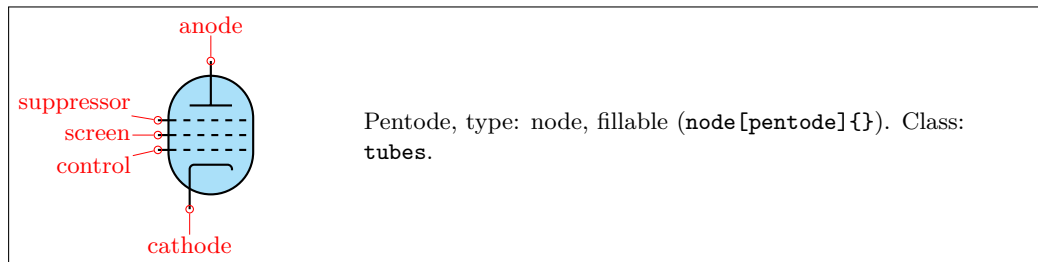 anode
suppressor
screen
control
cathode
Pentode, type: node, fillable (node[pentode]{}). Class:
tubes.